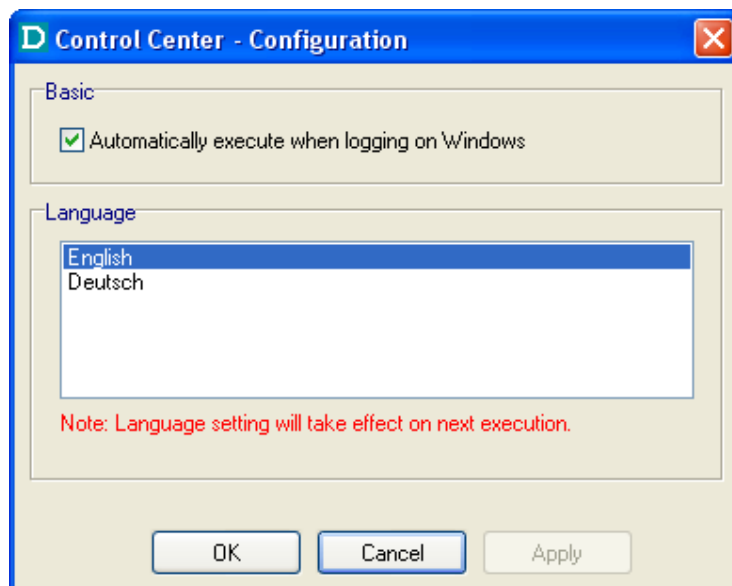 D Control Center - Configuration
Basic
Automatically execute when logging on Windows
Language
English
Deutsch
Note: Language setting will take effect on next execution.
OK Cancel Apply